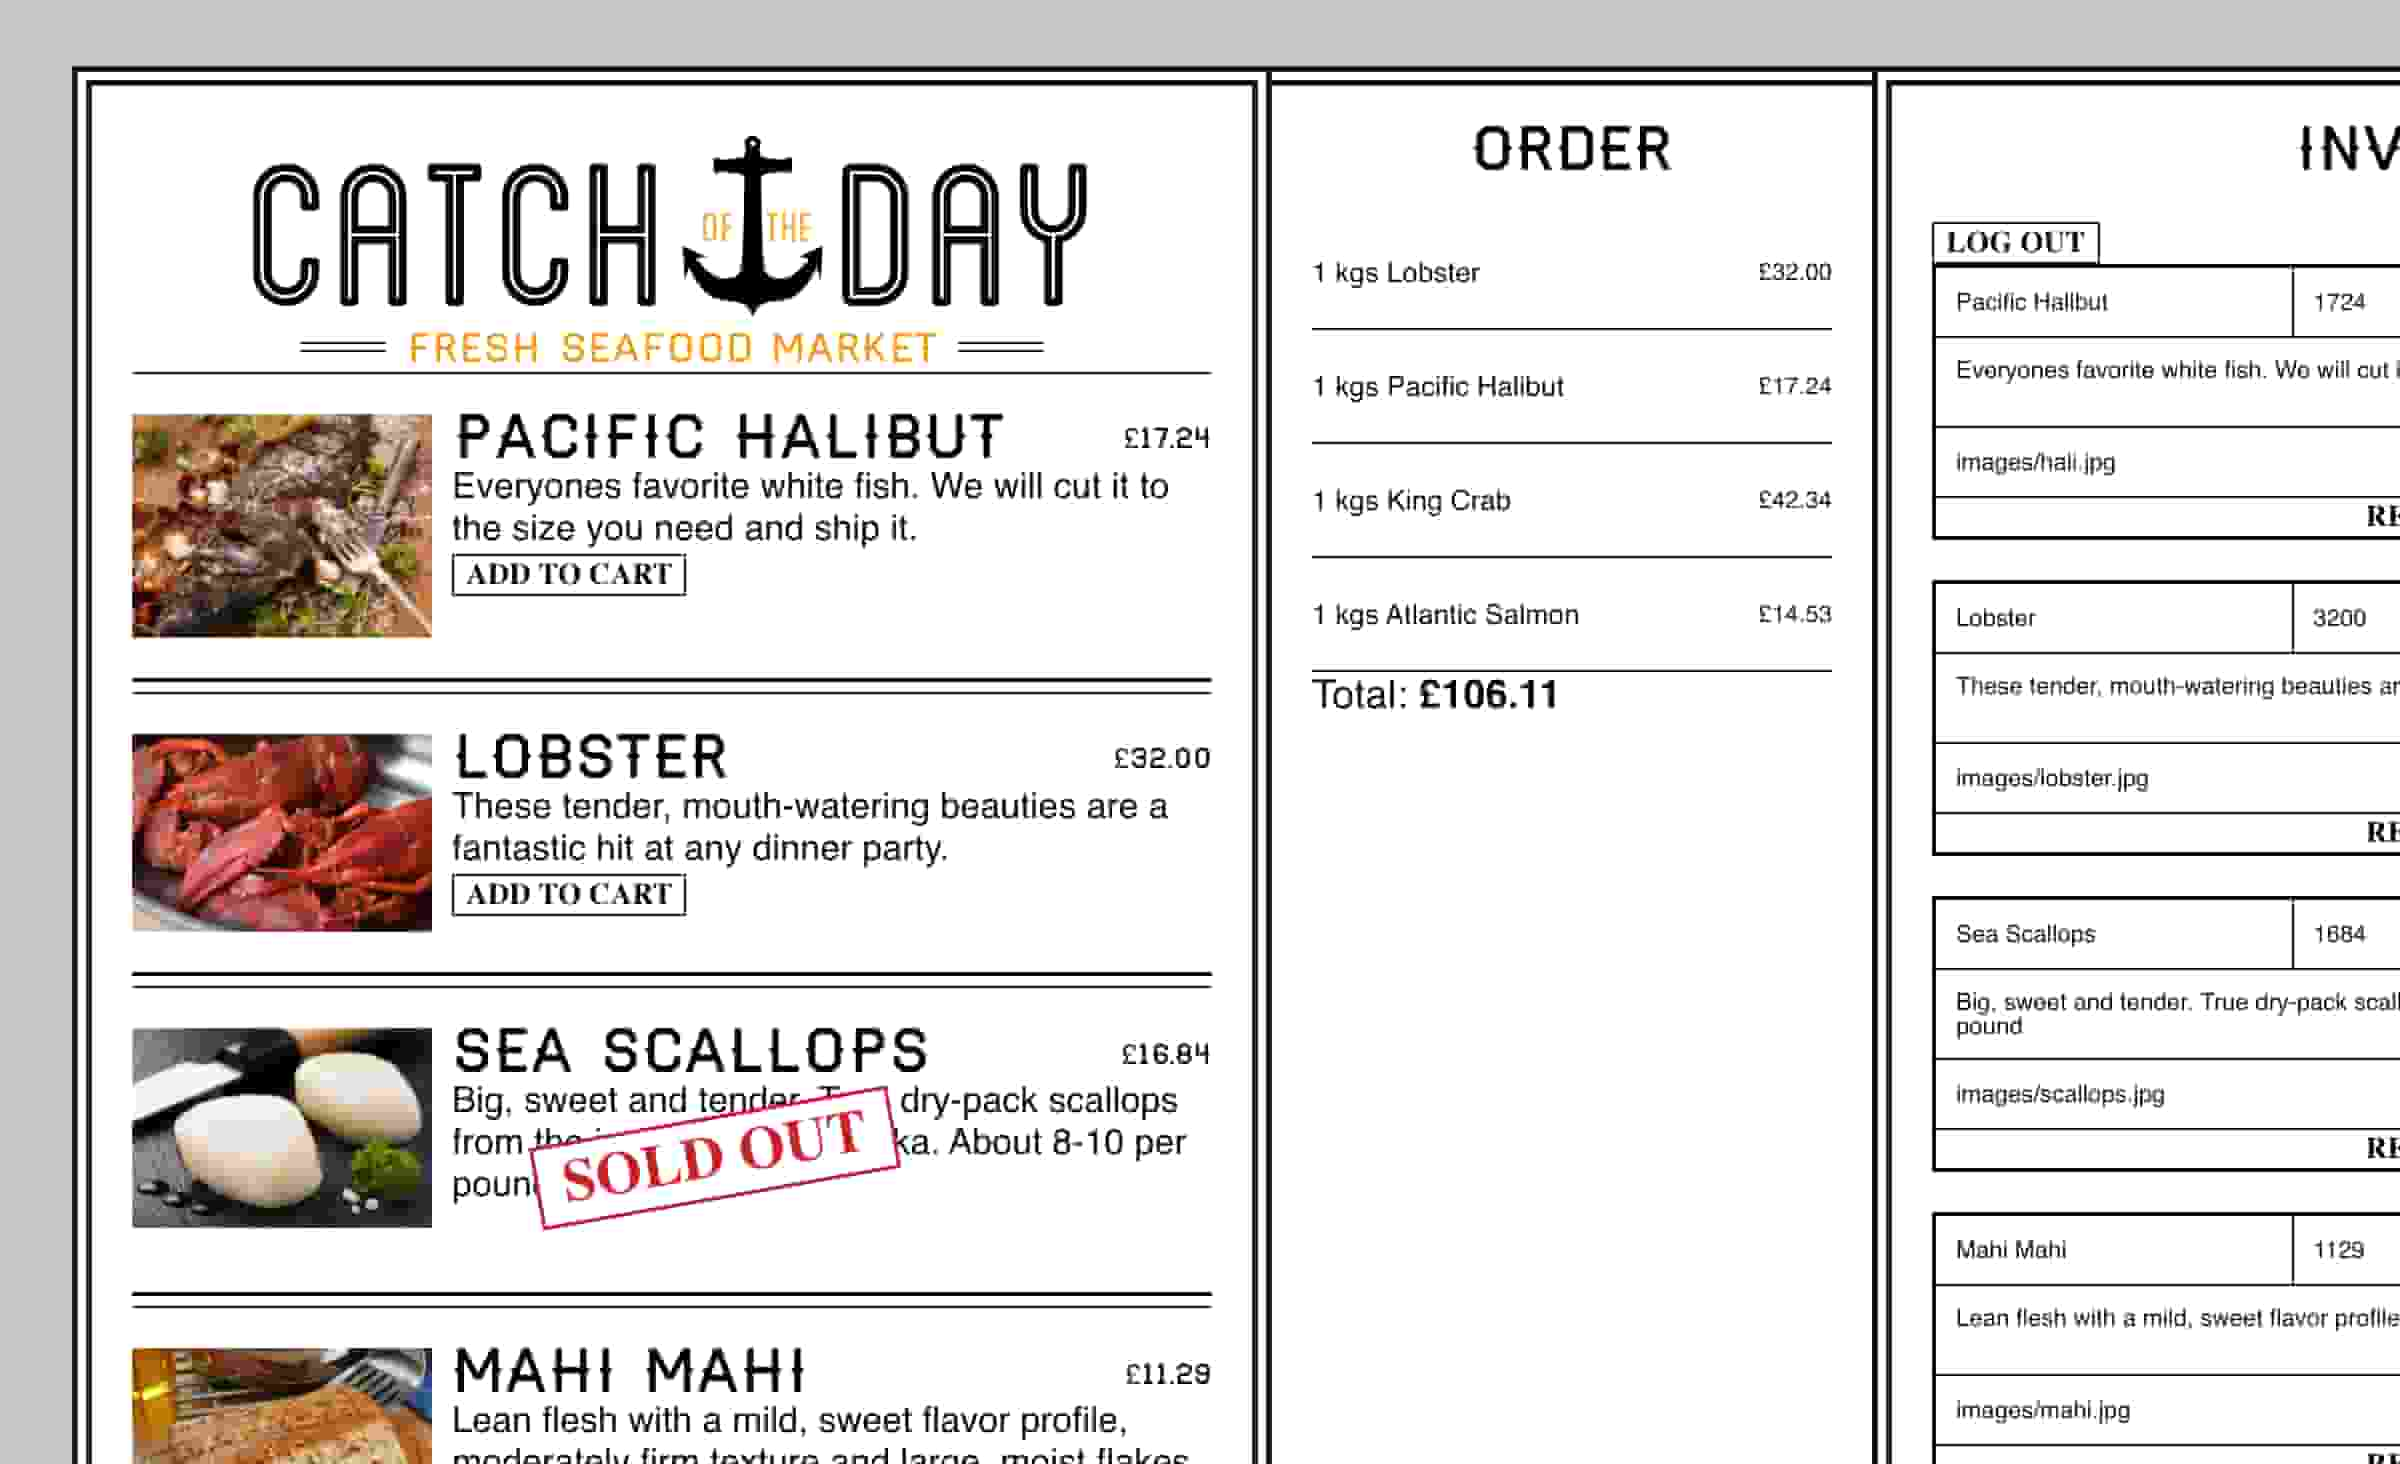 CATCH OF THE DAY
FRESH SEAFOOD MARKET
PACIFIC HALIBUT £17.24
Everyones favorite white fish. We will cut it to
the size you need and ship it.
ADD TO CART
LOBSTER £32.00
These tender, mouth-watering beauties are a
fantastic hit at any dinner party.
ADD TO CART
SEA SCALLOPS £16.84
Big, sweet and tender. dry-pack scallops
from About 8-10 per
SOLD OUT
MAHI MAHI £11.29
Lean flesh with a mild, sweet flavor profile,
moderately firm texture and large, moist flakes
ORDER
1 kgs Lobster £32.00
1 kgs Pacific Halibut £17.24
1 kgs King Crab £42.34
1 kgs Atlantic Salmon £14.53
Total: £106.11
INV
LOG OUT
Pacific Halibut 1724
Everyones favorite white fish. We will cut
images/hali.jpg
RE
Lobster 3200
These tender, mouth-watering beauties ar
images/lobster.jpg
RE
Sea Scallops 1684
Big, sweet and tender. True dry-pack scall
pound
images/scallops.jpg
RE
Mahi Mahi 1129
Lean flesh with a mild, sweet flavor profile
images/mahi.jpg